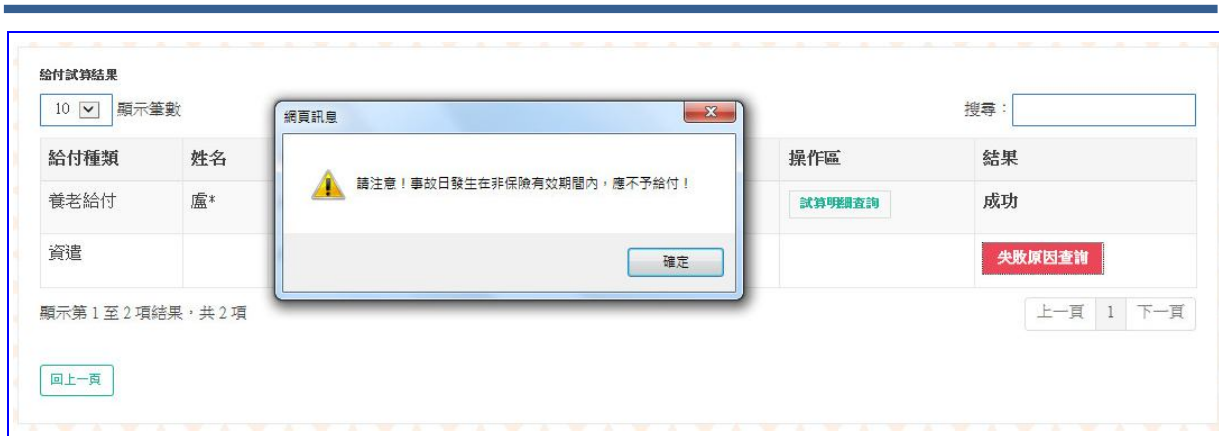 給付試算結果
10 顯示筆數
搜尋：
網頁訊息
請注意！事故日發生在非保險有效期間內，應不予給付！
確定
給付種類 姓名 操作區 結果
養老給付 盧* 試算明細查詢 成功
資遣 失敗原因查詢
顯示第 1 至 2 項結果，共 2 項
上一頁 1 下一頁
回上一頁